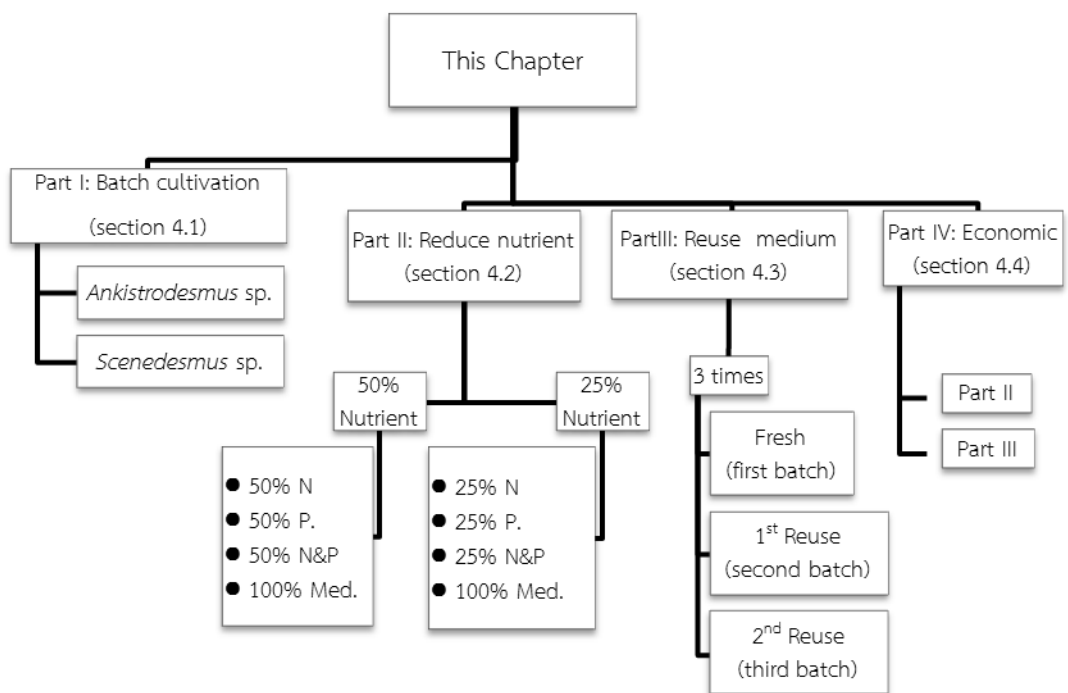 This Chapter
Part I: Batch cultivation
(section 4.1)
Ankistrodesmus sp.
Scenedesmus sp.
Part II: Reduce nutrient
(section 4.2)
50%
Nutrient
● 50% N
● 50% P.
● 50% N&P
● 100% Med.
25%
Nutrient
● 25% N
● 25% P.
● 25% N&P
● 100% Med.
PartIII: Reuse medium
(section 4.3)
3 times
Fresh
(first batch)
1st Reuse
(second batch)
2nd Reuse
(third batch)
Part IV: Economic
(section 4.4)
Part II
Part III